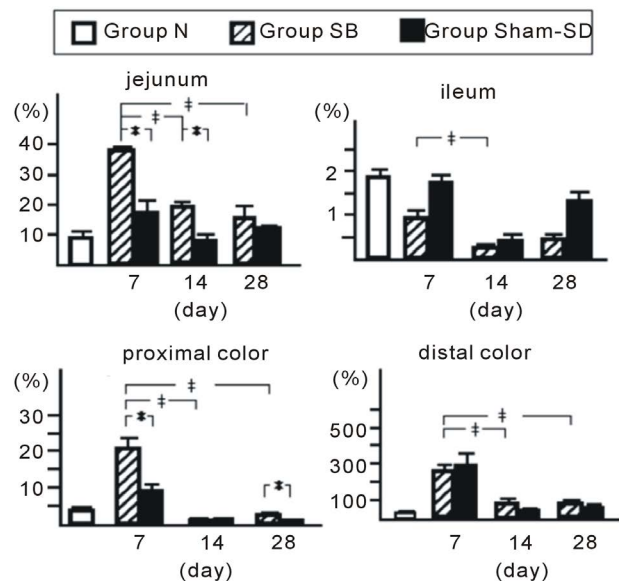 Group N Group SB Group Sham-SD
jejunum
(%)
‡
‡
* *
40
30
20
10
7 14 28
(day)
ileum
(%)
‡
2
1
7 14 28
(day)
proximal color
(%)
‡
‡
*
*
30
20
10
7 14 28
(day)
distal color
(%)
‡
‡
500
300
100
7 14 28
(day)